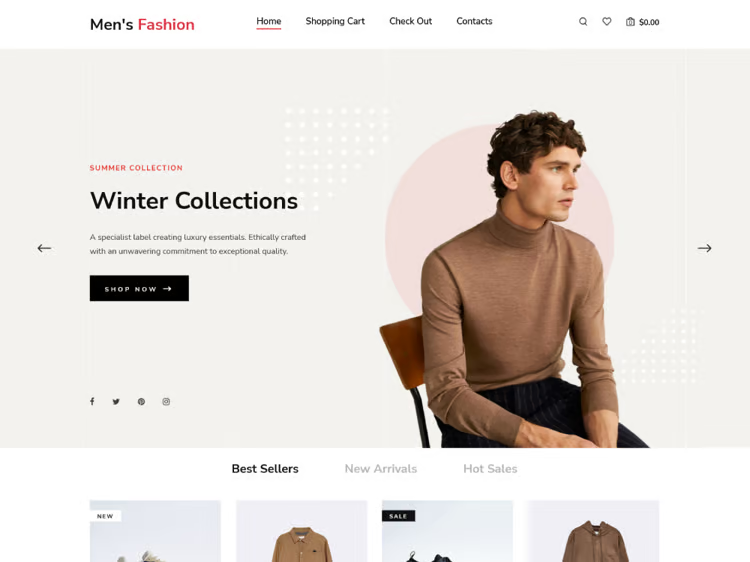 Men's Fashion
Home
Shopping Cart
Check Out
Contacts
$0.00
SUMMER COLLECTION
Winter Collections
A specialist label creating luxury essentials. Ethically crafted
with an unwavering commitment to exceptional quality.
SHOP NOW
Best Sellers
New Arrivals
Hot Sales
NEW
SALE